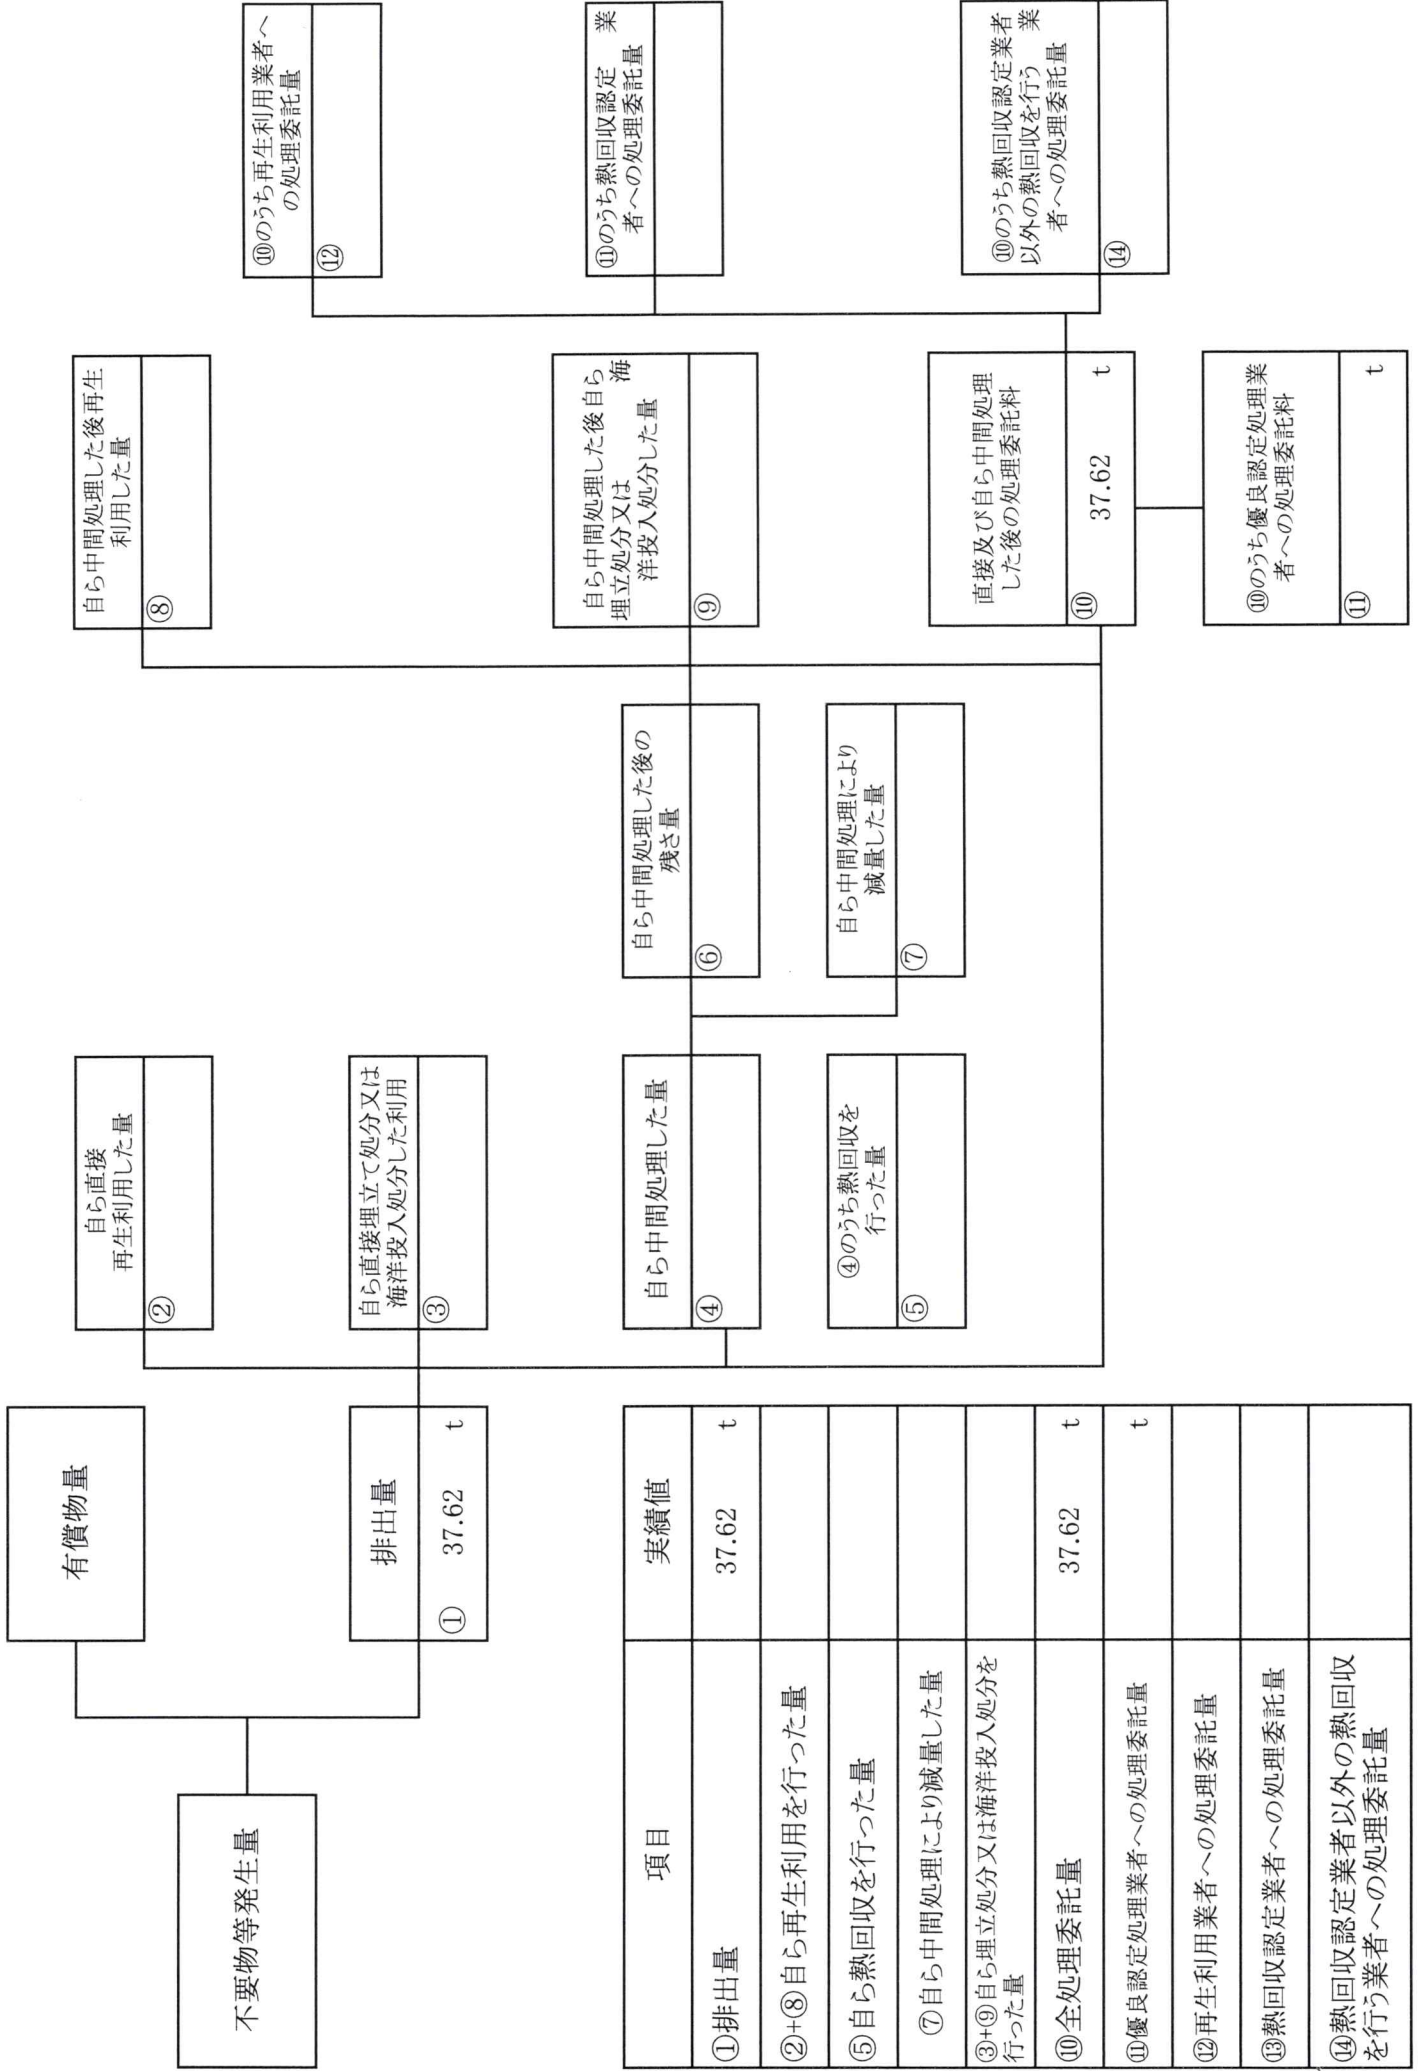 不要物等発生量
有償物量
排出量
① 37.62 t
自ら直接
再生利用した量
②
自ら直接埋立て処分又は
海洋投入処分した利用
③
自ら中間処理した量
④
④のうち熱回収を
行った量
⑤
自ら中間処理した後の
残さ量
⑥
自ら中間処理により
減量した量
⑦
自ら中間処理した後再生
利用した量
⑧
自ら中間処理した後自ら
埋立処分又は 海
洋投入処分した量
⑨
直接及び自ら中間処理
した後の処理委託料
⑩ 37.62 t
⑩のうち優良認定処理業
者への処理委託料
⑪ t
⑩のうち再生利用業者へ
の処理委託量
⑫
⑪のうち熱回収認定 業
者への処理委託量
⑩のうち熱回収認定業者
以外の熱回収を行う 業
者への処理委託量
⑭
項目 実績値
①排出量 37.62 t
②+⑧自ら再生利用を行った量
⑤自ら熱回収を行った量
⑦自ら中間処理により減量した量
③+⑨自ら埋立処分又は海洋投入処分を
行った量
⑩全処理委託量 37.62 t
⑪優良認定処理業者への処理委託量 t
⑫再生利用業者への処理委託量
⑬熱回収認定業者への処理委託量
⑭熱回収認定業者以外の熱回収
を行う業者への処理委託量